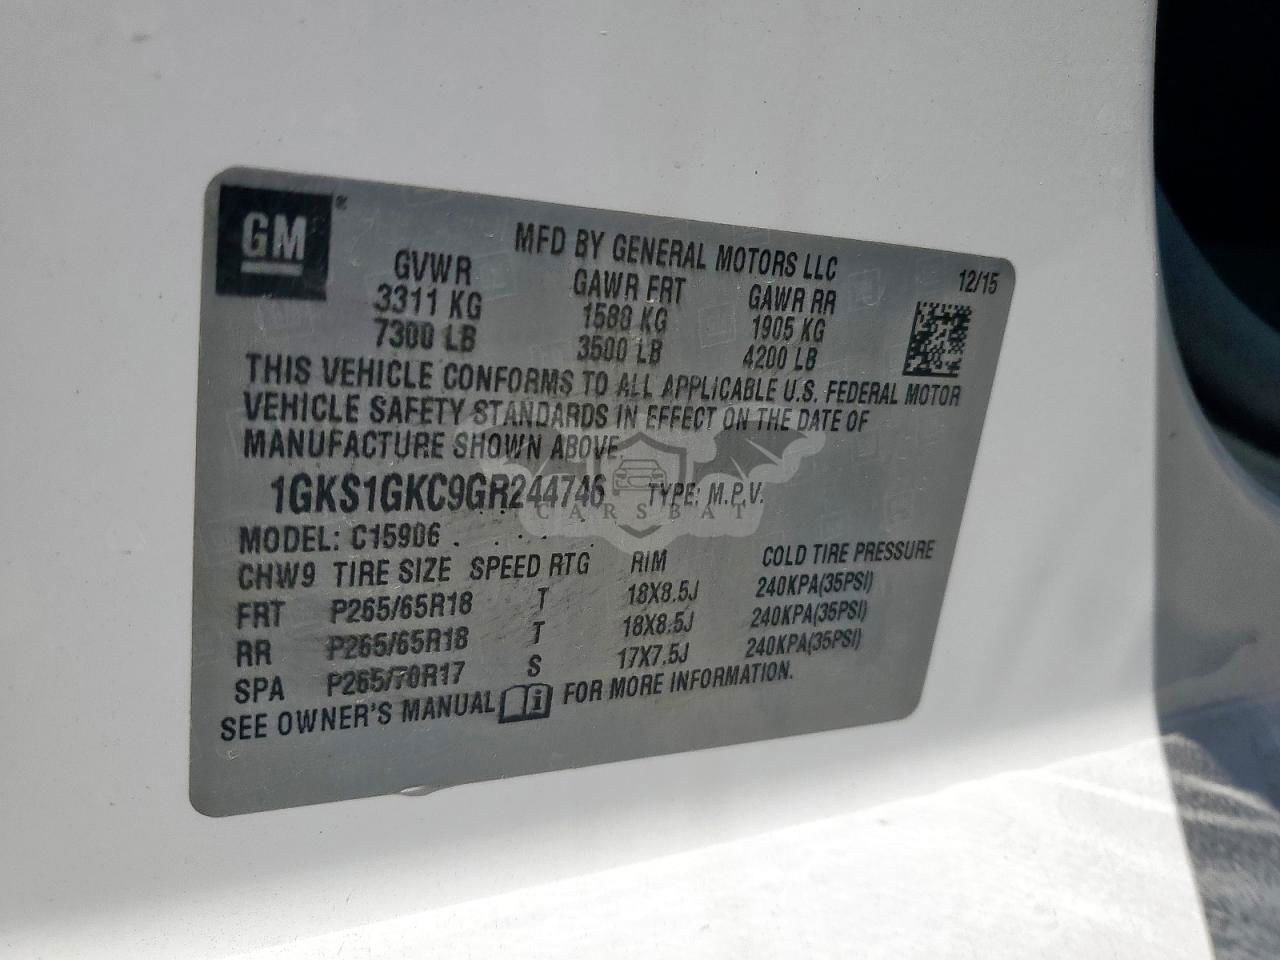 GM®
MFD BY GENERAL MOTORS LLC
12/15
GVWR GAWR FRT GAWR RR
3311 KG 1588 KG 1905 KG
7300 LB 3500 LB 4200 LB
THIS VEHICLE CONFORMS TO ALL APPLICABLE U.S. FEDERAL MOTOR
VEHICLE SAFETY STANDARDS IN EFFECT ON THE DATE OF
MANUFACTURE SHOWN ABOVE.
1GKS1GKC9GR244746 TYPE: M.P.V.
CARSBAT
MODEL: C15906
CHW9 TIRE SIZE SPEED RTG RIM COLD TIRE PRESSURE
FRT P265/65R18 T 18X8.5J 240KPA(35PSI)
RR P265/65R18 T 18X8.5J 240KPA(35PSI)
SPA P265/70R17 S 17X7.5J 240KPA(35PSI)
SEE OWNER'S MANUAL i FOR MORE INFORMATION.